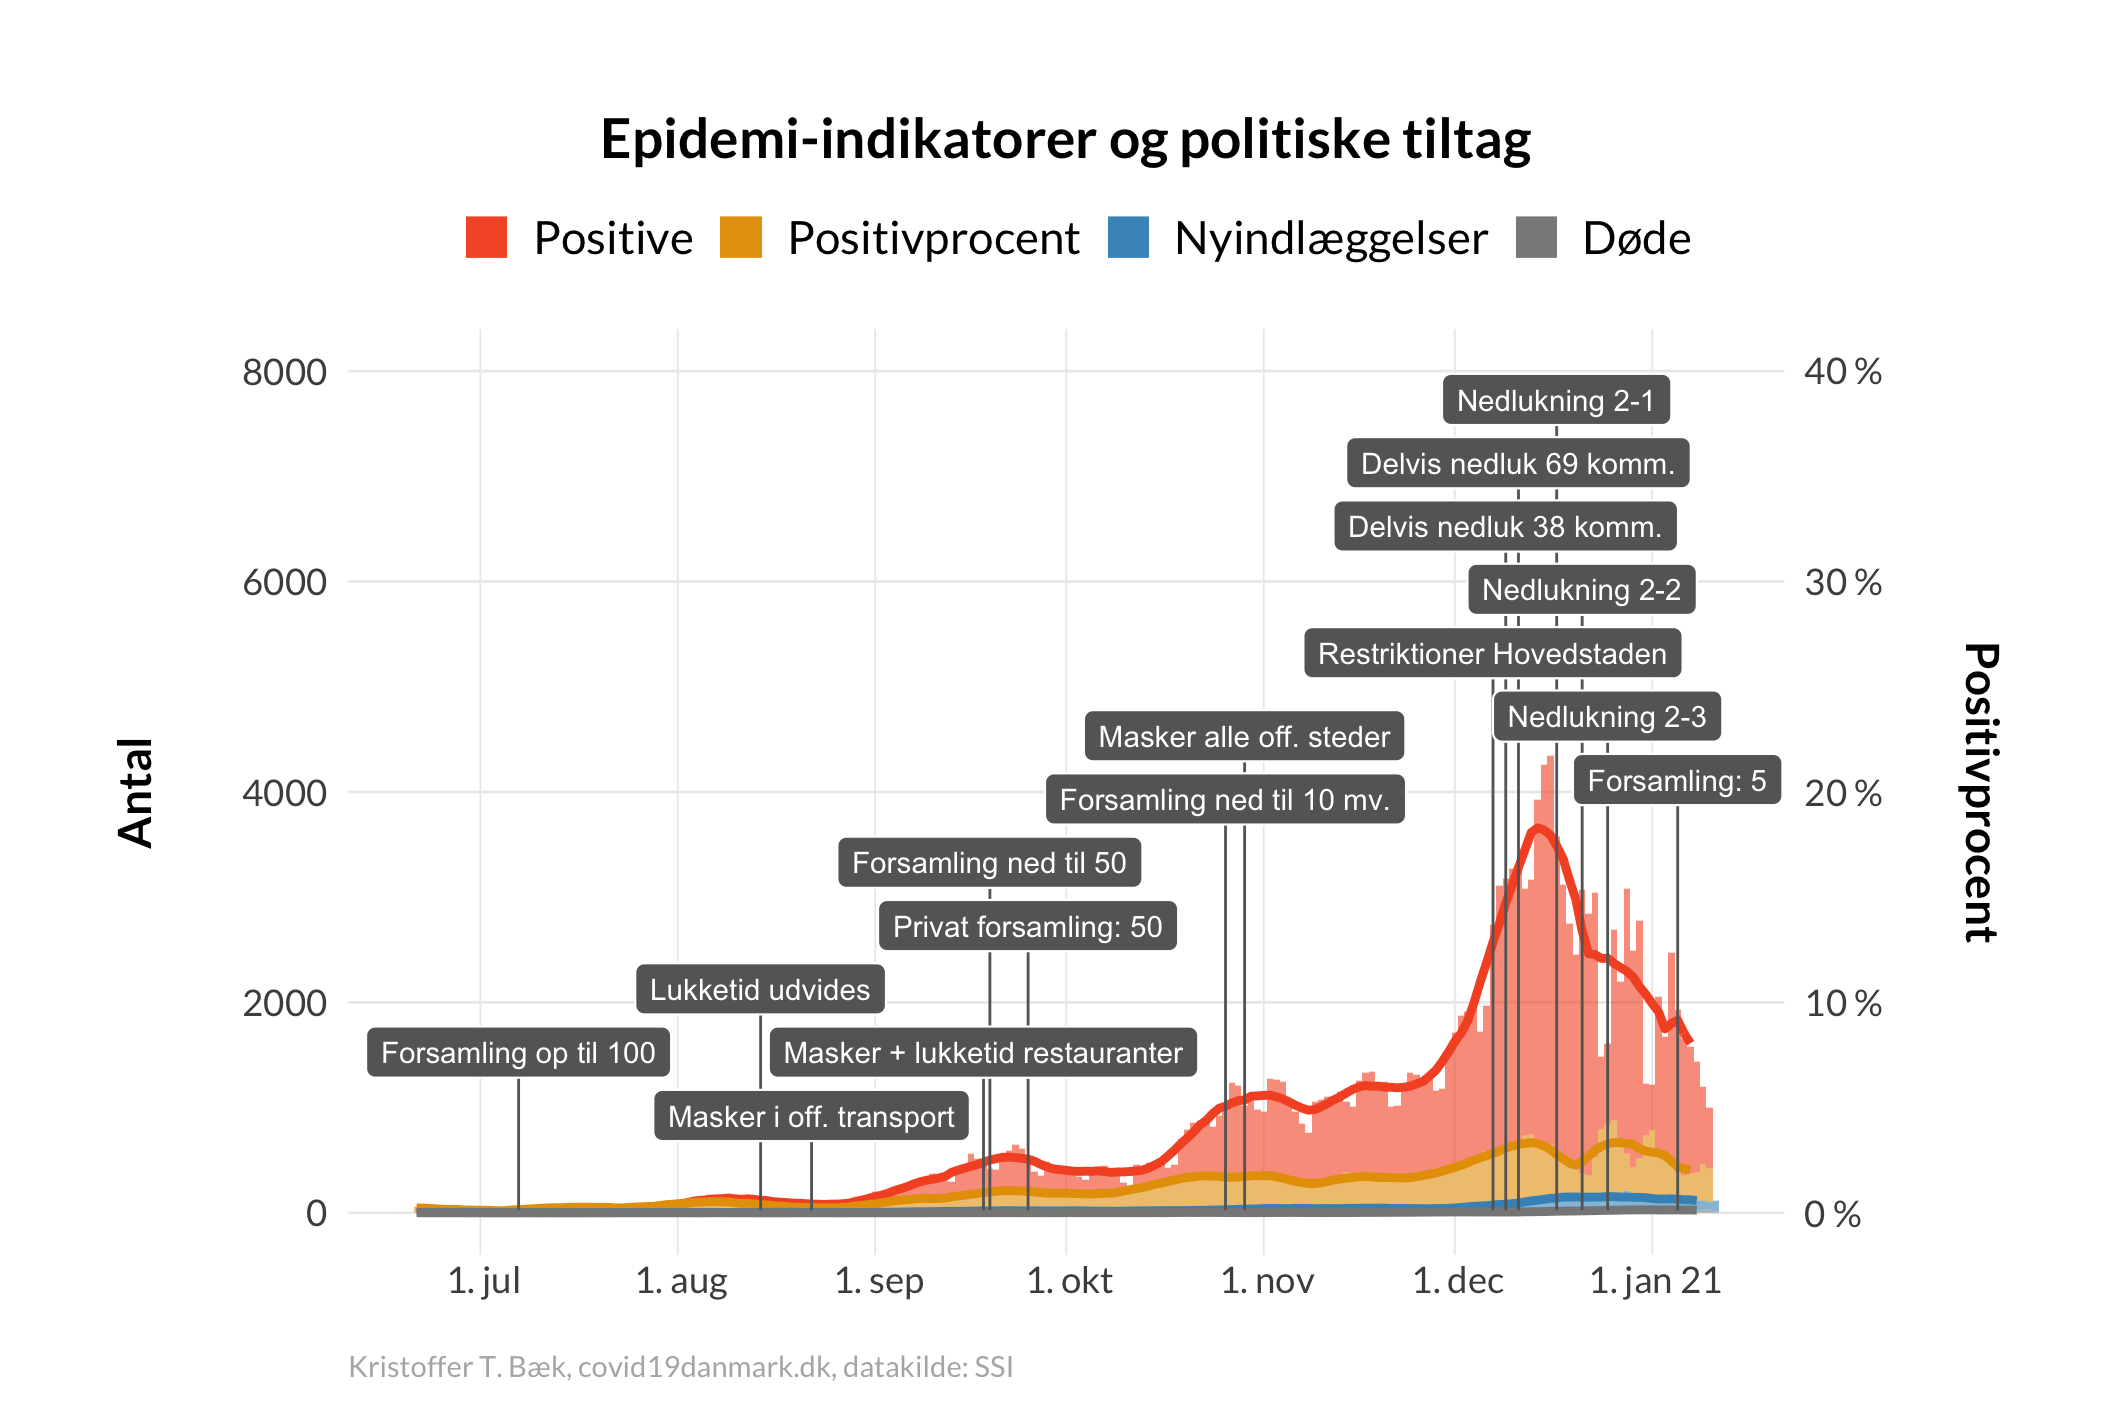 Epidemi-indikatorer og politiske tiltag
Positive Positivprocent Nyindlæggelser Døde
8000
6000
4000
2000
0
Antal
40 %
30 %
20 %
10 %
0 %
Positivprocent
Nedlukning 2-1
Delvis nedluk 69 komm.
Delvis nedluk 38 komm.
Nedlukning 2-2
Restriktioner Hovedstaden
Nedlukning 2-3
Masker alle off. steder
Forsamling: 5
Forsamling ned til 10 mv.
Forsamling ned til 50
Privat forsamling: 50
Lukketid udvides
Forsamling op til 100
Masker + lukketid restauranter
Masker i off. transport
1. jul 1. aug 1. sep 1. okt 1. nov 1. dec 1. jan 21
Kristoffer T. Bæk, covid19danmark.dk, datakilde: SSI